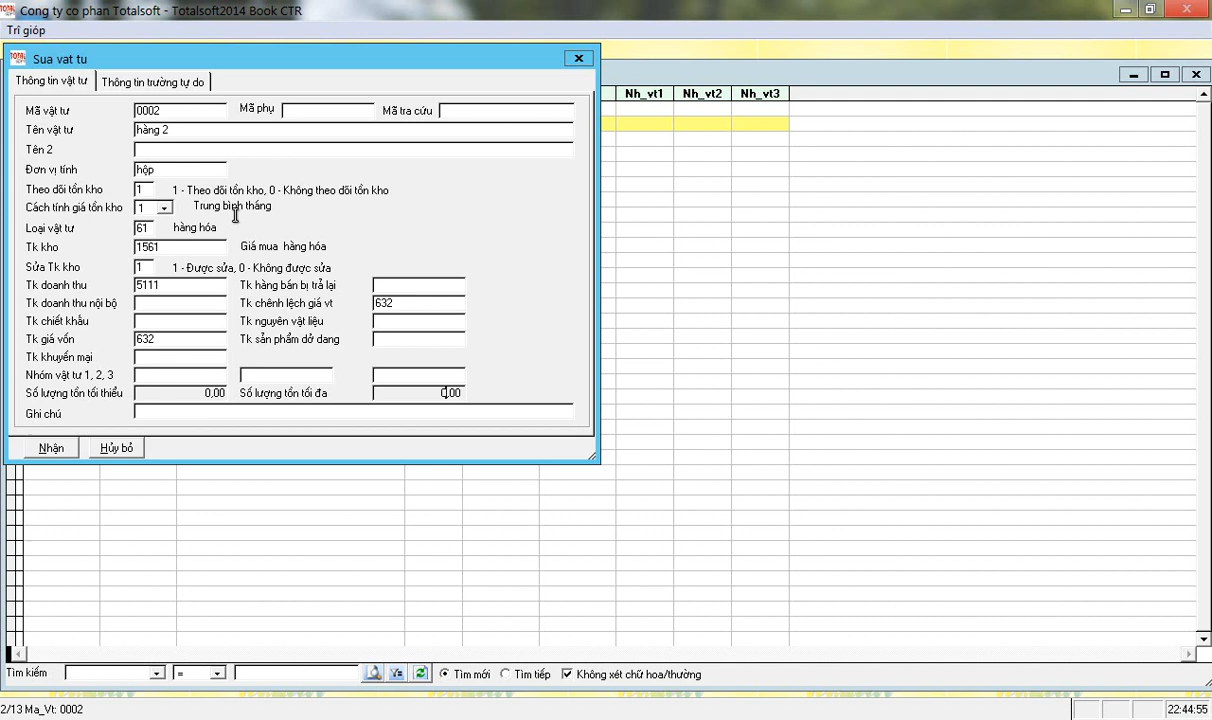 Cong ty co phan Totalsoft - Totalsoft2014 Book CTR
Trî gióp
TOTAL Sua vat tu
Thông tin vật tư Thông tin trường tự do
Nh_vt1 Nh_vt2 Nh_vt3
Mã vật tư 0002 Mã phụ Mã tra cứu
Tên vật tư hàng 2
Tên 2
Đơn vị tính hộp
Theo dõi tồn kho 1 1 - Theo dõi tồn kho, 0 - Không theo dõi tồn kho
Cách tính giá tồn kho 1 Trung bình tháng
Loại vật tư 61 hàng hóa
Tk kho 1561 Giá mua hàng hóa
Sửa Tk kho 1 1 - Được sửa, 0 - Không được sửa
Tk doanh thu 5111 Tk hàng bán bị trả lại
Tk doanh thu nội bộ Tk chênh lệch giá vt 632
Tk chiết khấu Tk nguyên vật liệu
Tk giá vốn 632 Tk sản phẩm dở dang
Tk khuyến mại
Nhóm vật tư 1, 2, 3
Số lượng tồn tối thiểu 0,00 Số lượng tồn tối đa 0,00
Ghi chú
Nhận Hủy bỏ
Tìm kiếm = Tìm mới Tìm tiếp Không xét chữ hoa/thường
2/13 Ma_Vt: 0002 22:44:55